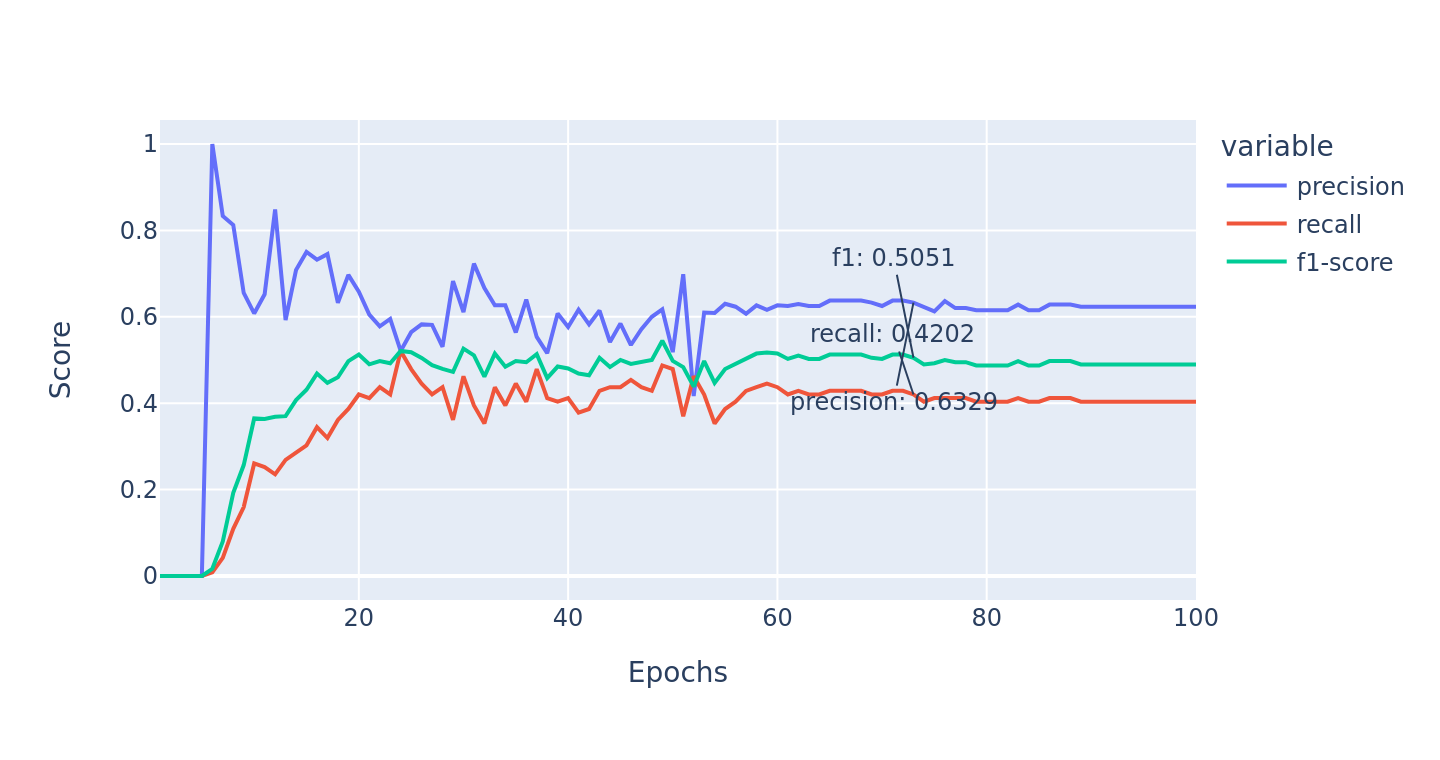 1
0.8
0.6
0.4
0.2
0
20
40
60
80
100
Epochs
Score
f1: 0.5051
recall: 0.4202
precision: 0.6329
variable
precision
recall
f1-score